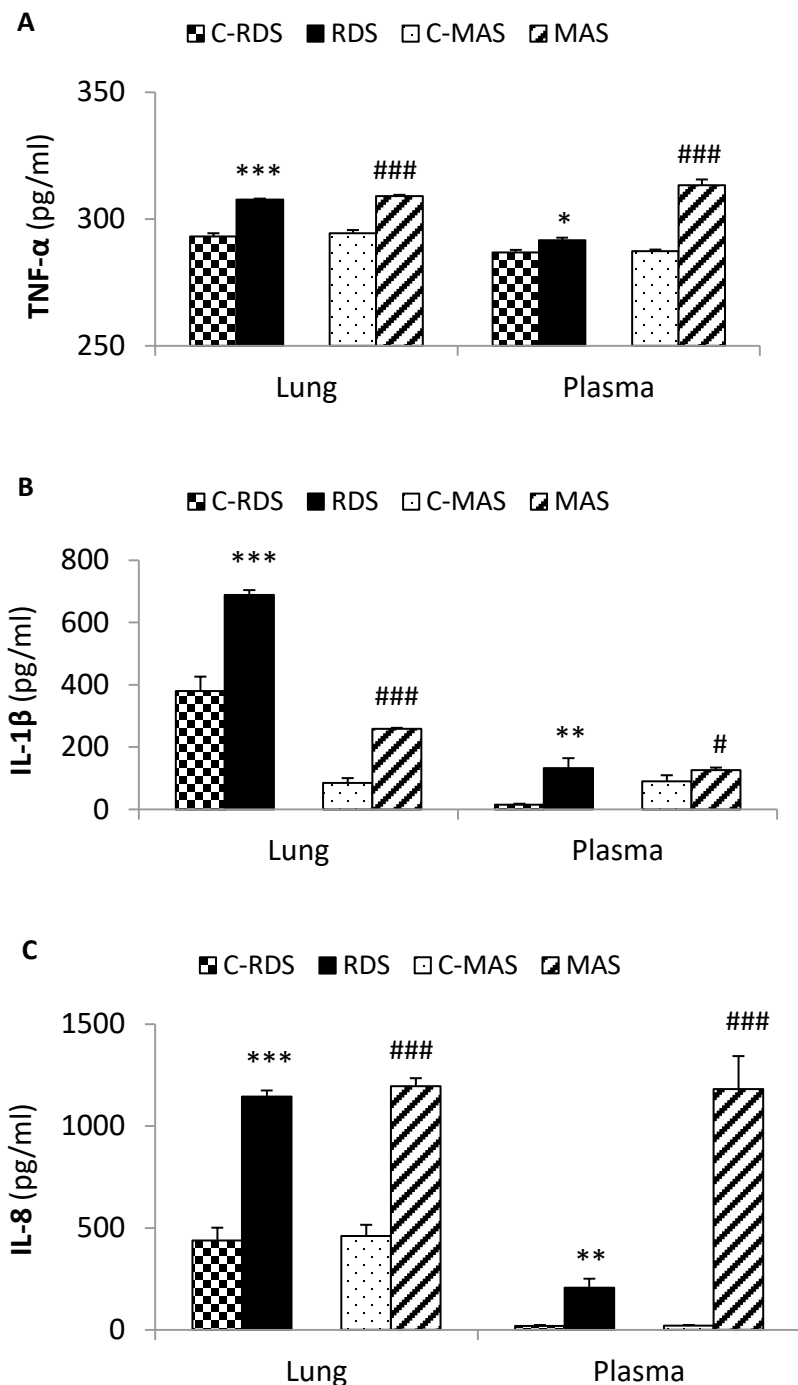 A
C-RDS RDS C-MAS MAS
350
300
250
TNF-α (pg/ml)
***
###
*
###
Lung Plasma
B
C-RDS RDS C-MAS MAS
800
600
400
200
0
IL-1β (pg/ml)
***
###
**
#
Lung Plasma
C
C-RDS RDS C-MAS MAS
1500
1000
500
0
IL-8 (pg/ml)
***
###
**
###
Lung Plasma